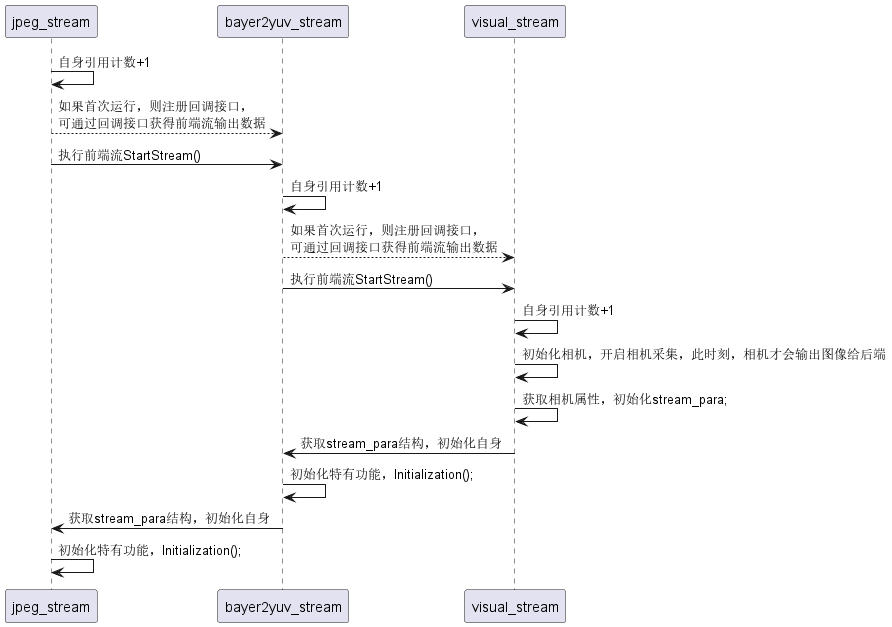 jpeg_stream bayer2yuv_stream visual_stream
自身引用计数+1
如果首次运行，则注册回调接口，
可通过回调接口获得前端流输出数据
执行前端流StartStream()
自身引用计数+1
如果首次运行，则注册回调接口，
可通过回调接口获得前端流输出数据
执行前端流StartStream()
自身引用计数+1
初始化相机，开启相机采集，此时刻，相机才会输出图像给后端
获取相机属性，初始化stream_para;
获取stream_para结构，初始化自身
初始化特有功能，Initialization();
获取stream_para结构，初始化自身
初始化特有功能，Initialization();
jpeg_stream bayer2yuv_stream visual_stream